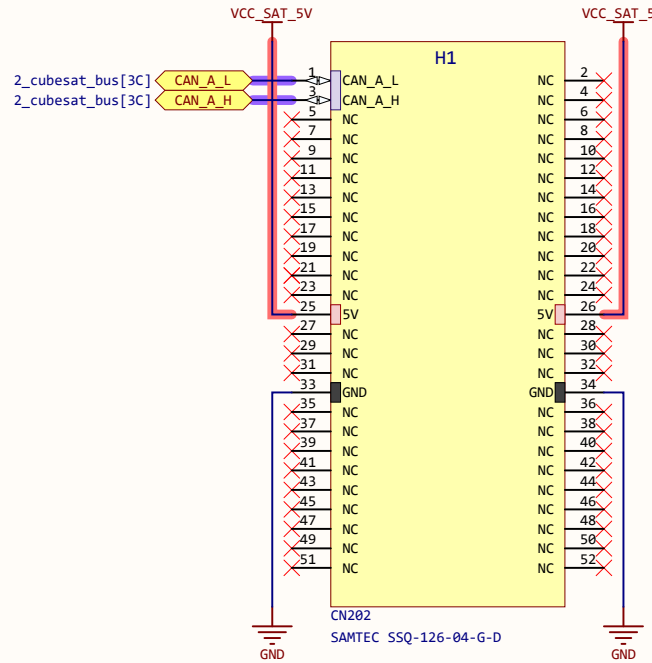 VCC_SAT_5V VCC_SAT_5
H1
2_cubesat_bus[3C] CAN_A_L 1 CAN_A_L NC 2
2_cubesat_bus[3C] CAN_A_H 3 CAN_A_H NC 4
5 NC NC 6
7 NC NC 8
9 NC NC 10
11 NC NC 12
13 NC NC 14
15 NC NC 16
17 NC NC 18
19 NC NC 20
21 NC NC 22
23 NC NC 24
25 5V 5V 26
27 NC NC 28
29 NC NC 30
31 NC NC 32
33 GND GND 34
35 NC NC 36
37 NC NC 38
39 NC NC 40
41 NC NC 42
43 NC NC 44
45 NC NC 46
47 NC NC 48
49 NC NC 50
51 NC NC 52
CN202
SAMTEC SSQ-126-04-G-D
GND GND